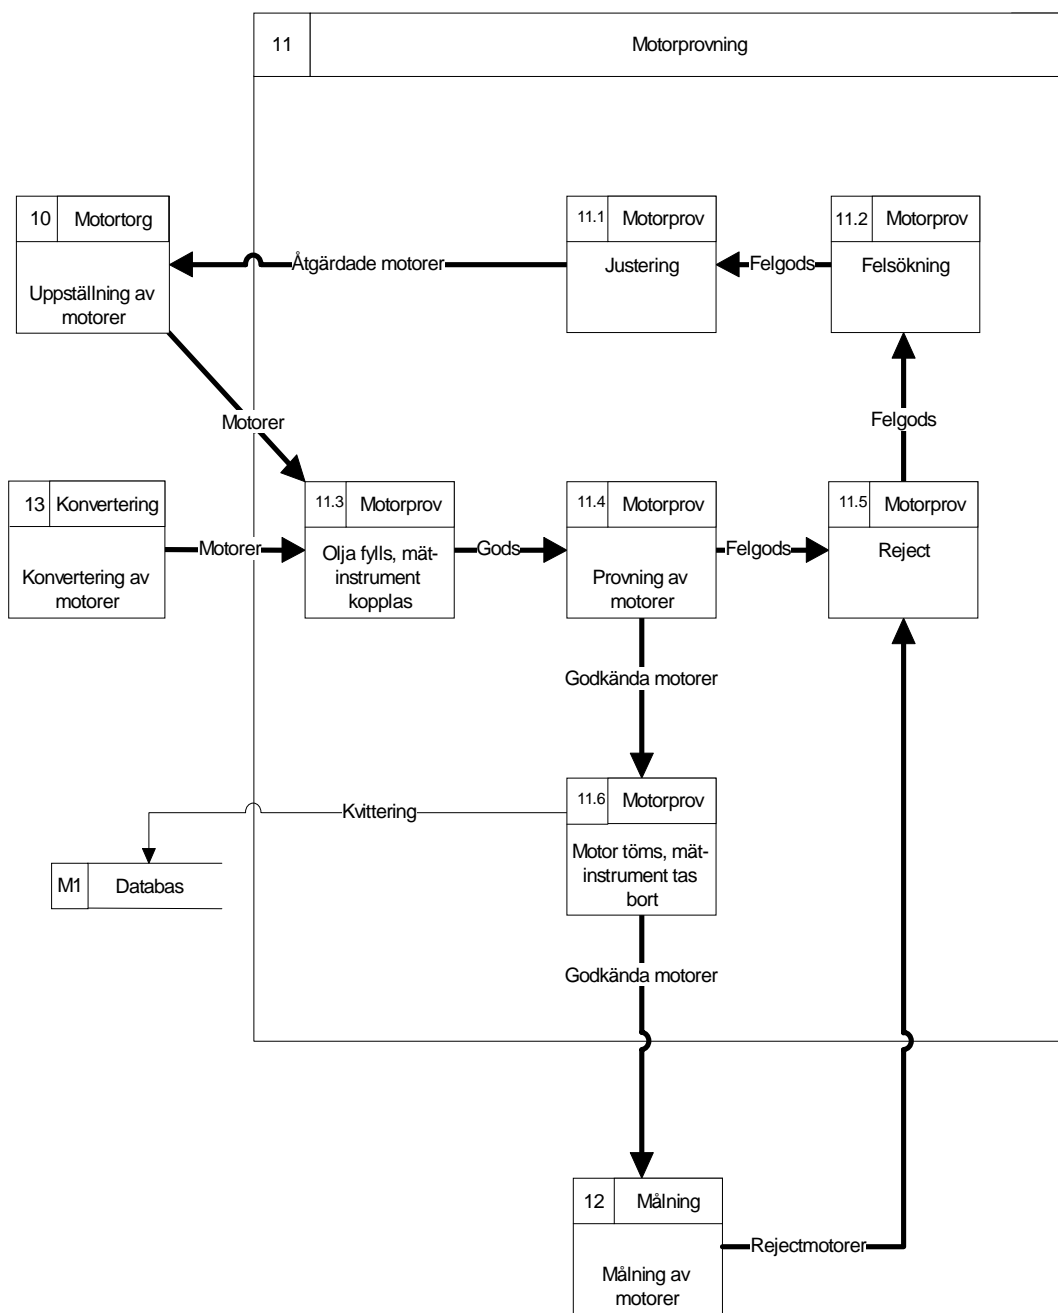 11 Motorprovning
10 Motortorg
Uppställning av
motorer
Åtgärdade motorer
11.1 Motorprov
Justering
Felgods
11.2 Motorprov
Felsökning
Motorer
Felgods
13 Konvertering
Konvertering av
motorer
Motorer
11.3 Motorprov
Olja fylls, mät-
instrument
kopplas
Gods
11.4 Motorprov
Provning av
motorer
Felgods
11.5 Motorprov
Reject
Godkända motorer
Kvittering
11.6 Motorprov
Motor töms, mät-
instrument tas
bort
M1 Databas
Godkända motorer
12 Målning
Målning av
motorer
Rejectmotorer